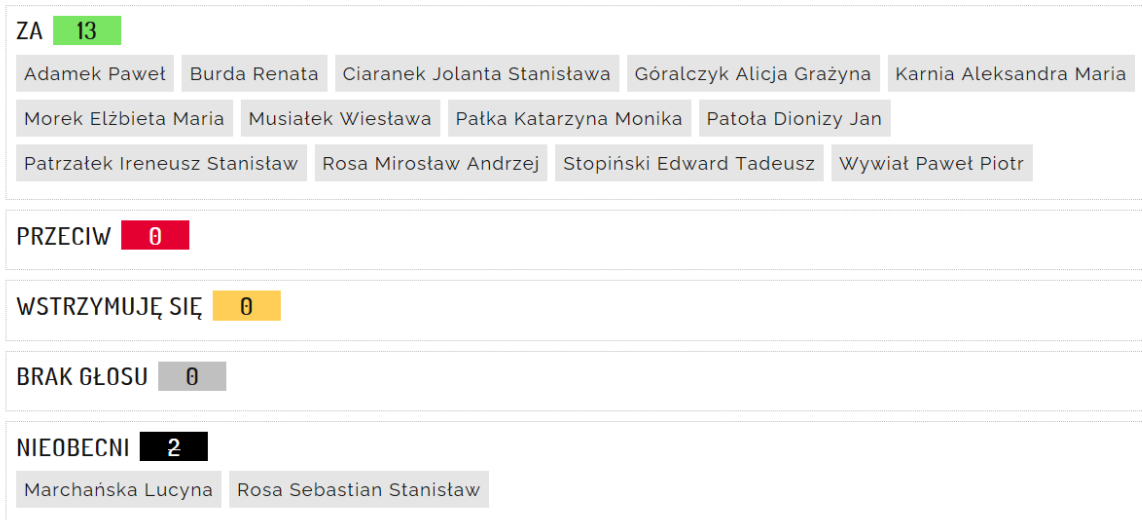 ZA 13
Adamek Paweł Burda Renata Ciaranek Jolanta Stanisława Góralczyk Alicja Grażyna Karnia Aleksandra Maria
Morek Elżbieta Maria Musiałek Wiesława Pałka Katarzyna Monika Patoła Dionizy Jan
Patrzałek Ireneusz Stanisław Rosa Mirosław Andrzej Stopiński Edward Tadeusz Wywiał Paweł Piotr
PRZECIW 0
WSTRZYMUJĘ SIĘ 0
BRAK GŁOSU 0
NIEOBECNI 2
Marchańska Lucyna Rosa Sebastian Stanisław